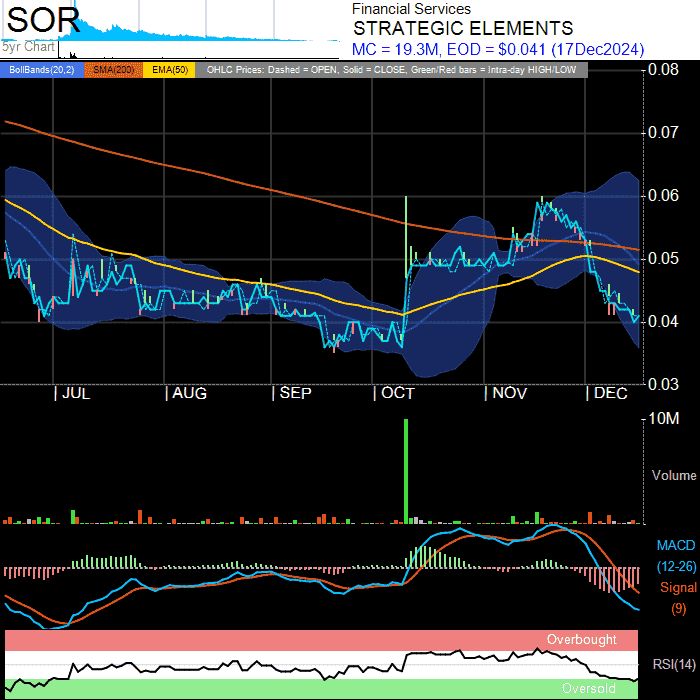 SOR
5yr Chart
Financial Services
STRATEGIC ELEMENTS
MC = 19.3M, EOD = $0.041 (17Dec2024)
BollBands(20,2) SMA(200) EMA(50) OHLC Prices: Dashed = OPEN, Solid = CLOSE, Green/Red bars = Intra-day HIGH/LOW
0.08
0.07
0.06
0.05
0.04
0.03
JUL AUG SEP OCT NOV DEC
10M
Volume
MACD
(12-26)
Signal
(9)
Overbought
RSI(14)
Oversold